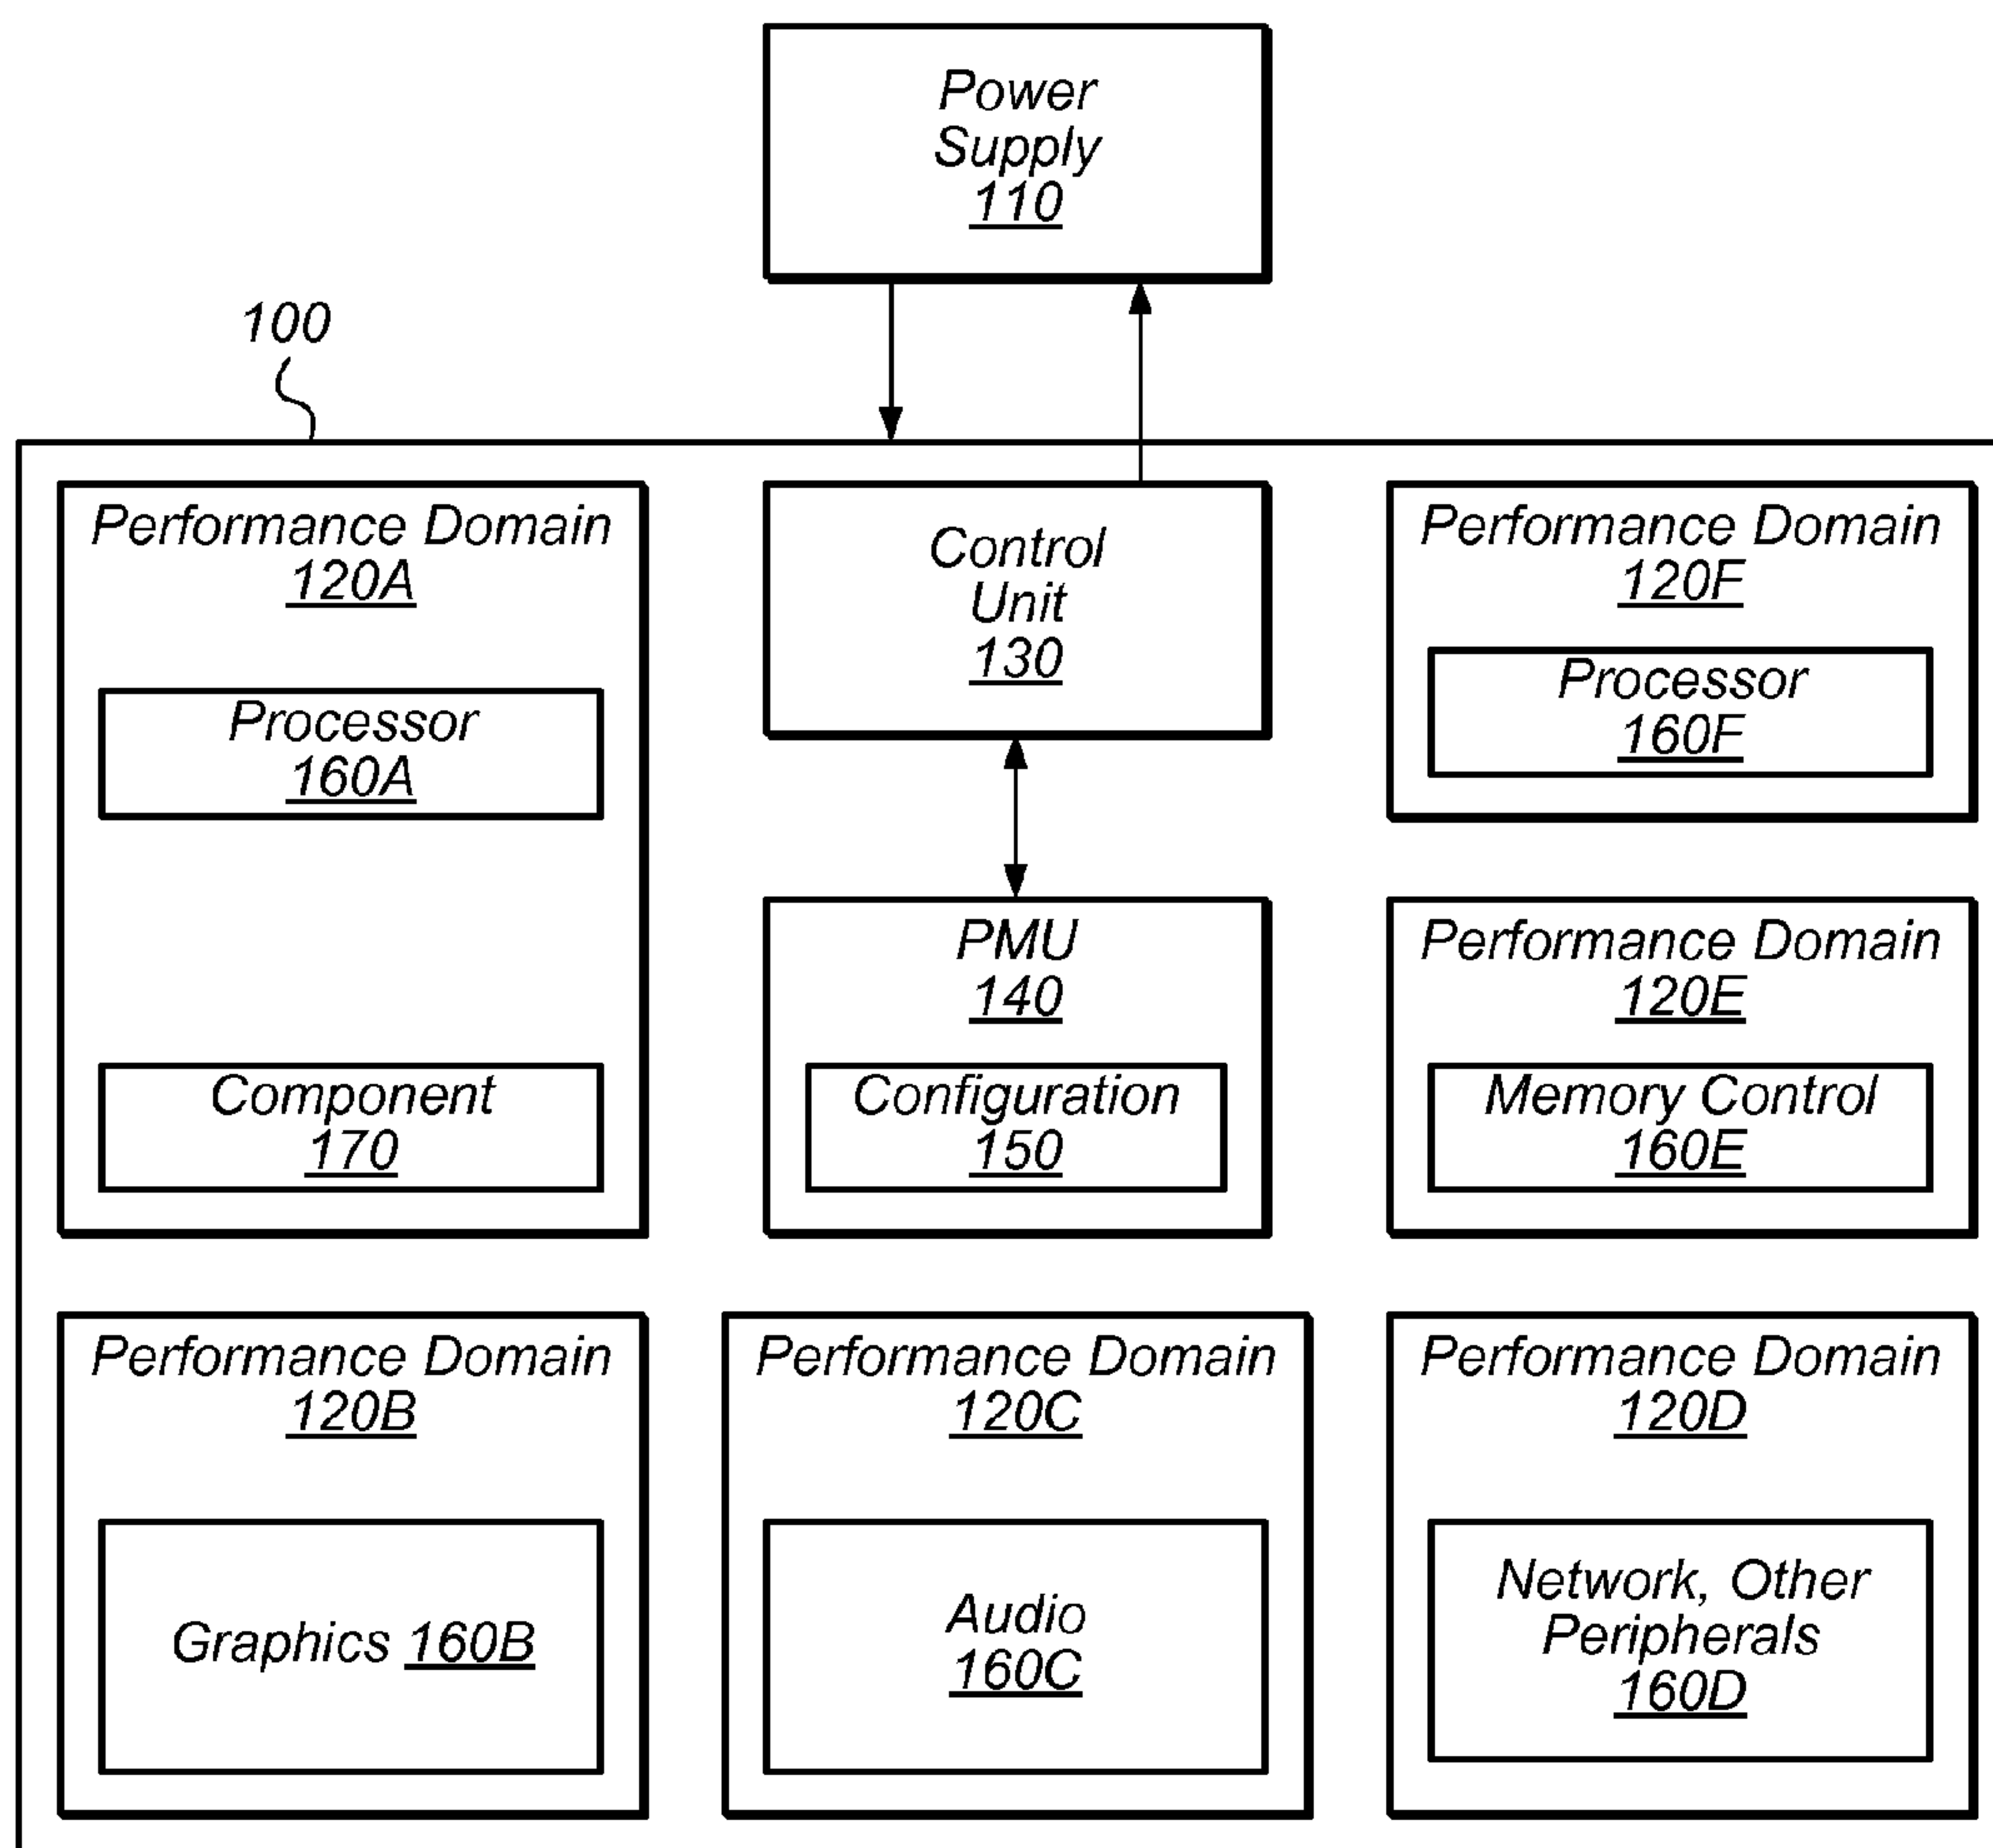 Power
Supply
110
100
Performance Domain
120A
Processor
160A
Component
170
Control
Unit
130
PMU
140
Configuration
150
Performance Domain
120F
Processor
160F
Performance Domain
120E
Memory Control
160E
Performance Domain
120B
Graphics 160B
Performance Domain
120C
Audio
160C
Performance Domain
120D
Network, Other
Peripherals
160D